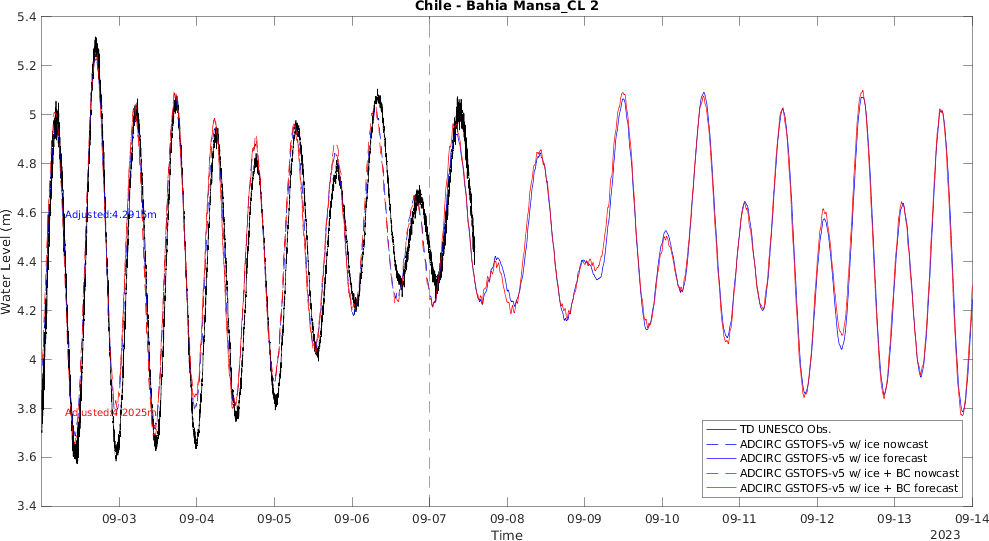 Chile - Bahia Mansa_CL 2
5.4
5.2
5
4.8
4.6
4.4
4.2
4
3.8
3.6
3.4
Water Level (m)
Adjusted:4.2915m
Adjusted:4.2025m
TD UNESCO Obs.
ADCIRC GSTOFS-v5 w/ ice nowcast
ADCIRC GSTOFS-v5 w/ ice forecast
ADCIRC GSTOFS-v5 w/ ice + BC nowcast
ADCIRC GSTOFS-v5 w/ ice + BC forecast
09-03 09-04 09-05 09-06 09-07 09-08 09-09 09-10 09-11 09-12 09-13 09-14
Time
2023